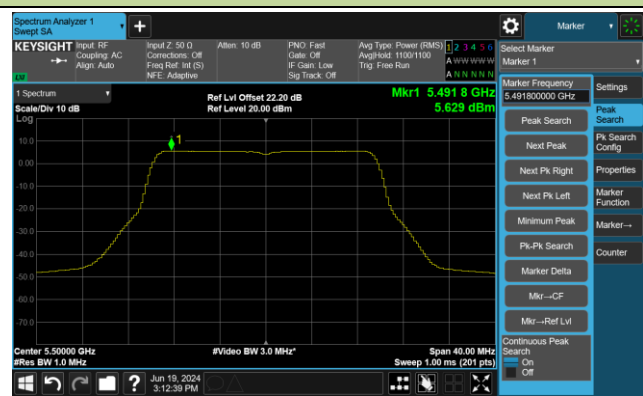 Spectrum Analyzer 1
Swept SA
+
Marker
KEYSIGHT
Input: RF
Coupling: AC
Align: Auto
Input Z: 50 Ω
Corrections: Off
Freq Ref: Int (S)
NFE: Adaptive
Atten: 10 dB
PNO: Fast
Gate: Off
IF Gain: Low
Sig Track: Off
Avg Type: Power (RMS)
Avg|Hold: 1100/1100
Trig: Free Run
1 2 3 4 5 6
A W W W W W
A N N N N N
Select Marker
Marker 1
1 Spectrum
Scale/Div 10 dB
Log
Ref Lvl Offset 22.20 dB
Ref Level 20.00 dBm
Mkr1 5.491 8 GHz
5.629 dBm
10.0
0.00
-10.0
-20.0
-30.0
-40.0
-50.0
-60.0
-70.0
1
Center 5.50000 GHz
#Res BW 1.0 MHz
#Video BW 3.0 MHz*
Span 40.00 MHz
Sweep 1.00 ms (201 pts)
Marker Frequency
5.491800000 GHz
Peak Search
Next Peak
Next Pk Right
Next Pk Left
Minimum Peak
Pk-Pk Search
Marker Delta
Mkr→CF
Mkr→Ref Lvl
Continuous Peak
Search
On
Off
Settings
Peak
Search
Pk Search
Config
Properties
Marker
Function
Marker→
Counter
?
Jun 19, 2024
3:12:39 PM